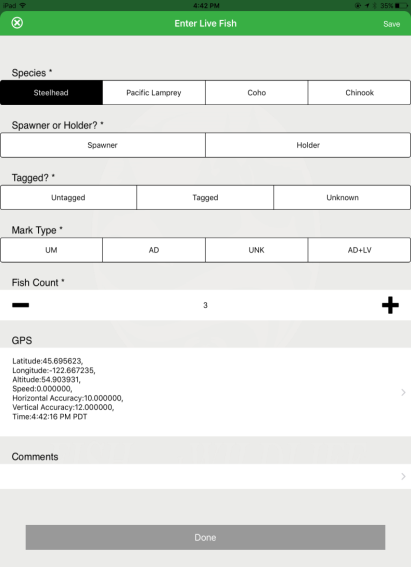 iPad 4:42 PM 35%
Enter Live Fish Save
Species *
Steelhead Pacific Lamprey Coho Chinook
Spawner or Holder? *
Spawner Holder
Tagged? *
Untagged Tagged Unknown
Mark Type *
UM AD UNK AD+LV
Fish Count *
3
GPS
Latitude:45.695623,
Longitude:-122.667235,
Altitude:54.903931,
Speed:0.000000,
Horizontal Accuracy:10.000000,
Vertical Accuracy:12.000000,
Time:4:42:16 PM PDT
Comments
Done